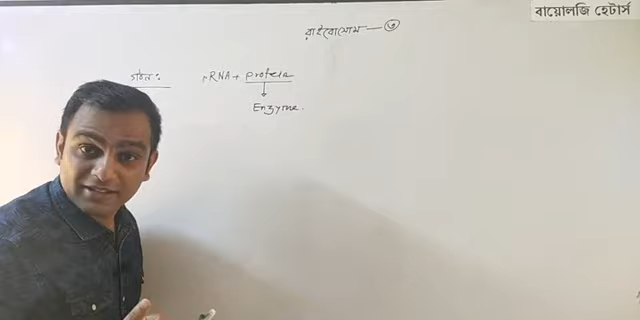 বায়োলজি হেটার্স
রাইবোসোম — ৩
গঠন : rRNA + protein
↓
Enzyme.